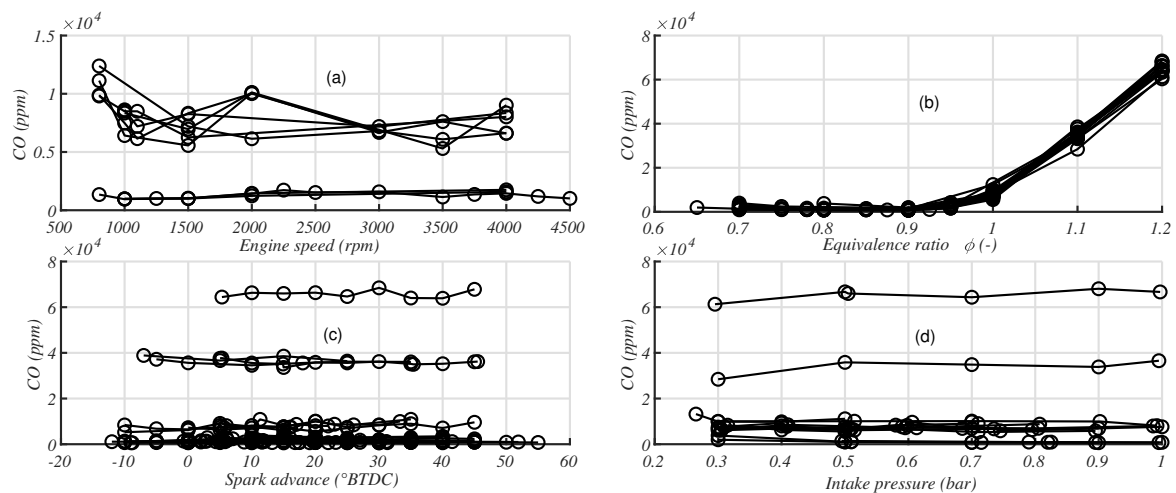 ×10⁴
1.5
1
0.5
0
CO (ppm)
(a)
500 1000 1500 2000 2500 3000 3500 4000 4500
Engine speed (rpm)
×10⁴
8
6
4
2
0
CO (ppm)
(b)
0.6 0.7 0.8 0.9 1 1.1 1.2
Equivalence ratio ϕ (-)
×10⁴
8
6
4
2
0
CO (ppm)
(c)
-20 -10 0 10 20 30 40 50 60
Spark advance (°BTDC)
×10⁴
8
6
4
2
0
CO (ppm)
(d)
0.2 0.3 0.4 0.5 0.6 0.7 0.8 0.9 1
Intake pressure (bar)